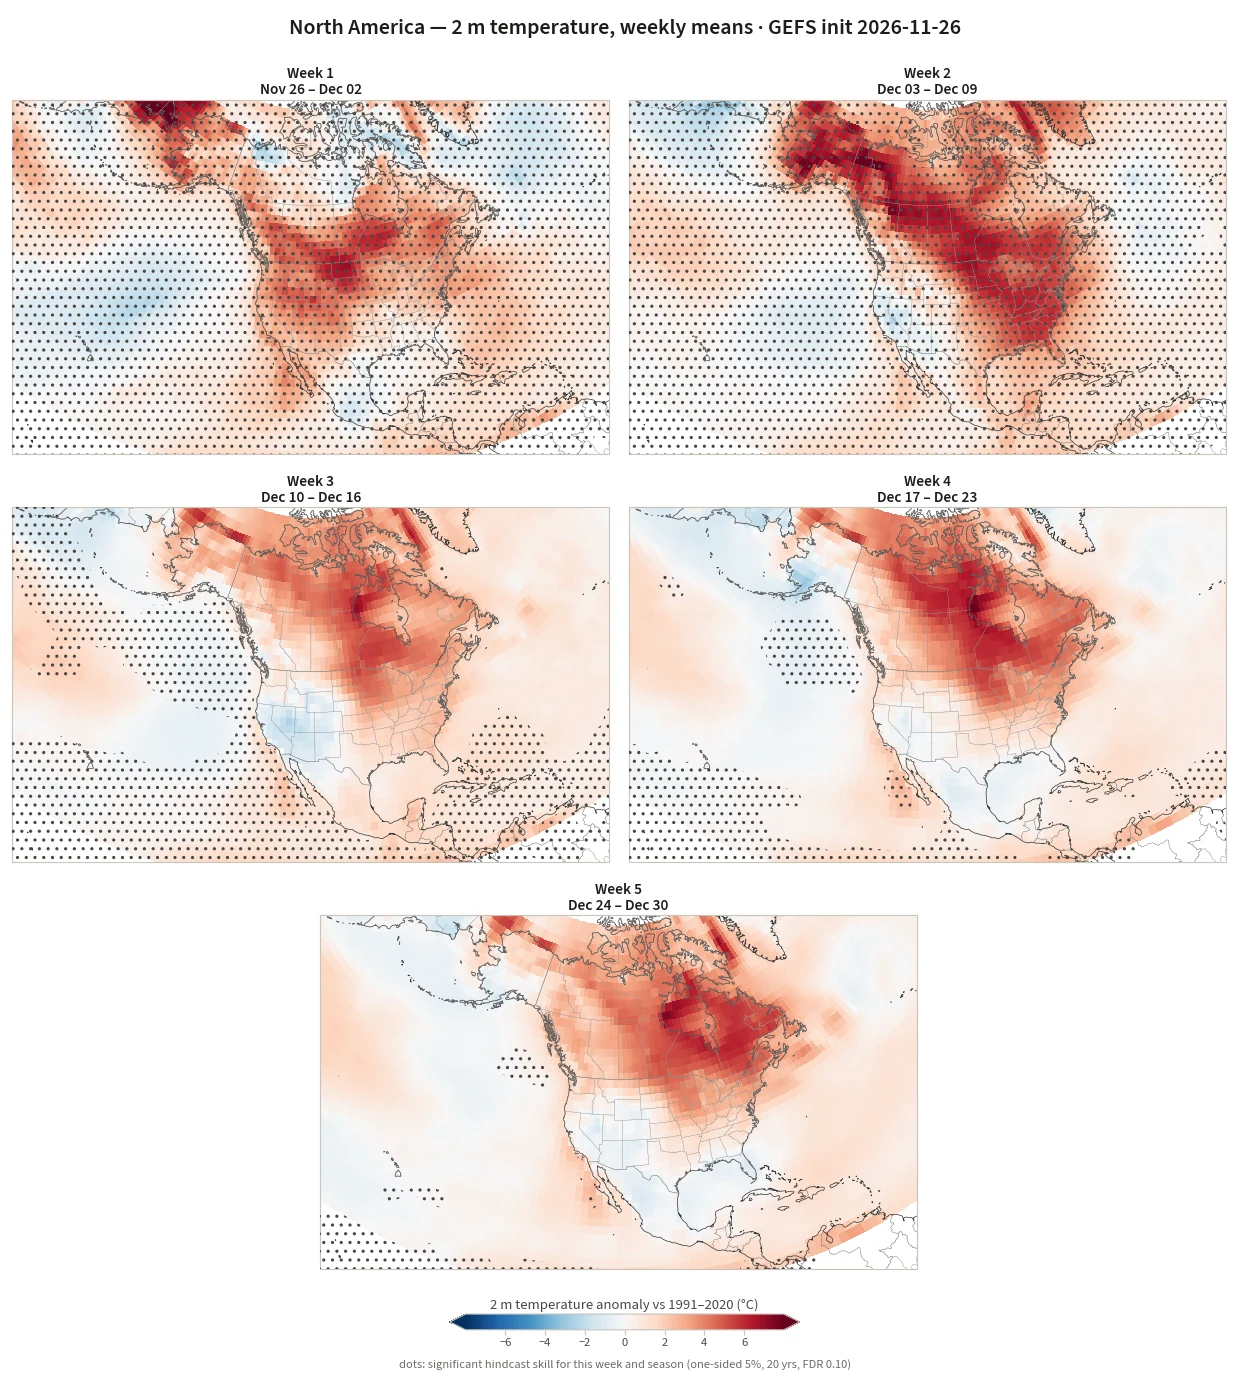 North America — 2 m temperature, weekly means · GEFS init 2026-11-26
Week 1
Nov 26 – Dec 02
Week 2
Dec 03 – Dec 09
Week 3
Dec 10 – Dec 16
Week 4
Dec 17 – Dec 23
Week 5
Dec 24 – Dec 30
2 m temperature anomaly vs 1991–2020 (°C)
−6 −4 −2 0 2 4 6
dots: significant hindcast skill for this week and season (one-sided 5%, 20 yrs, FDR 0.10)